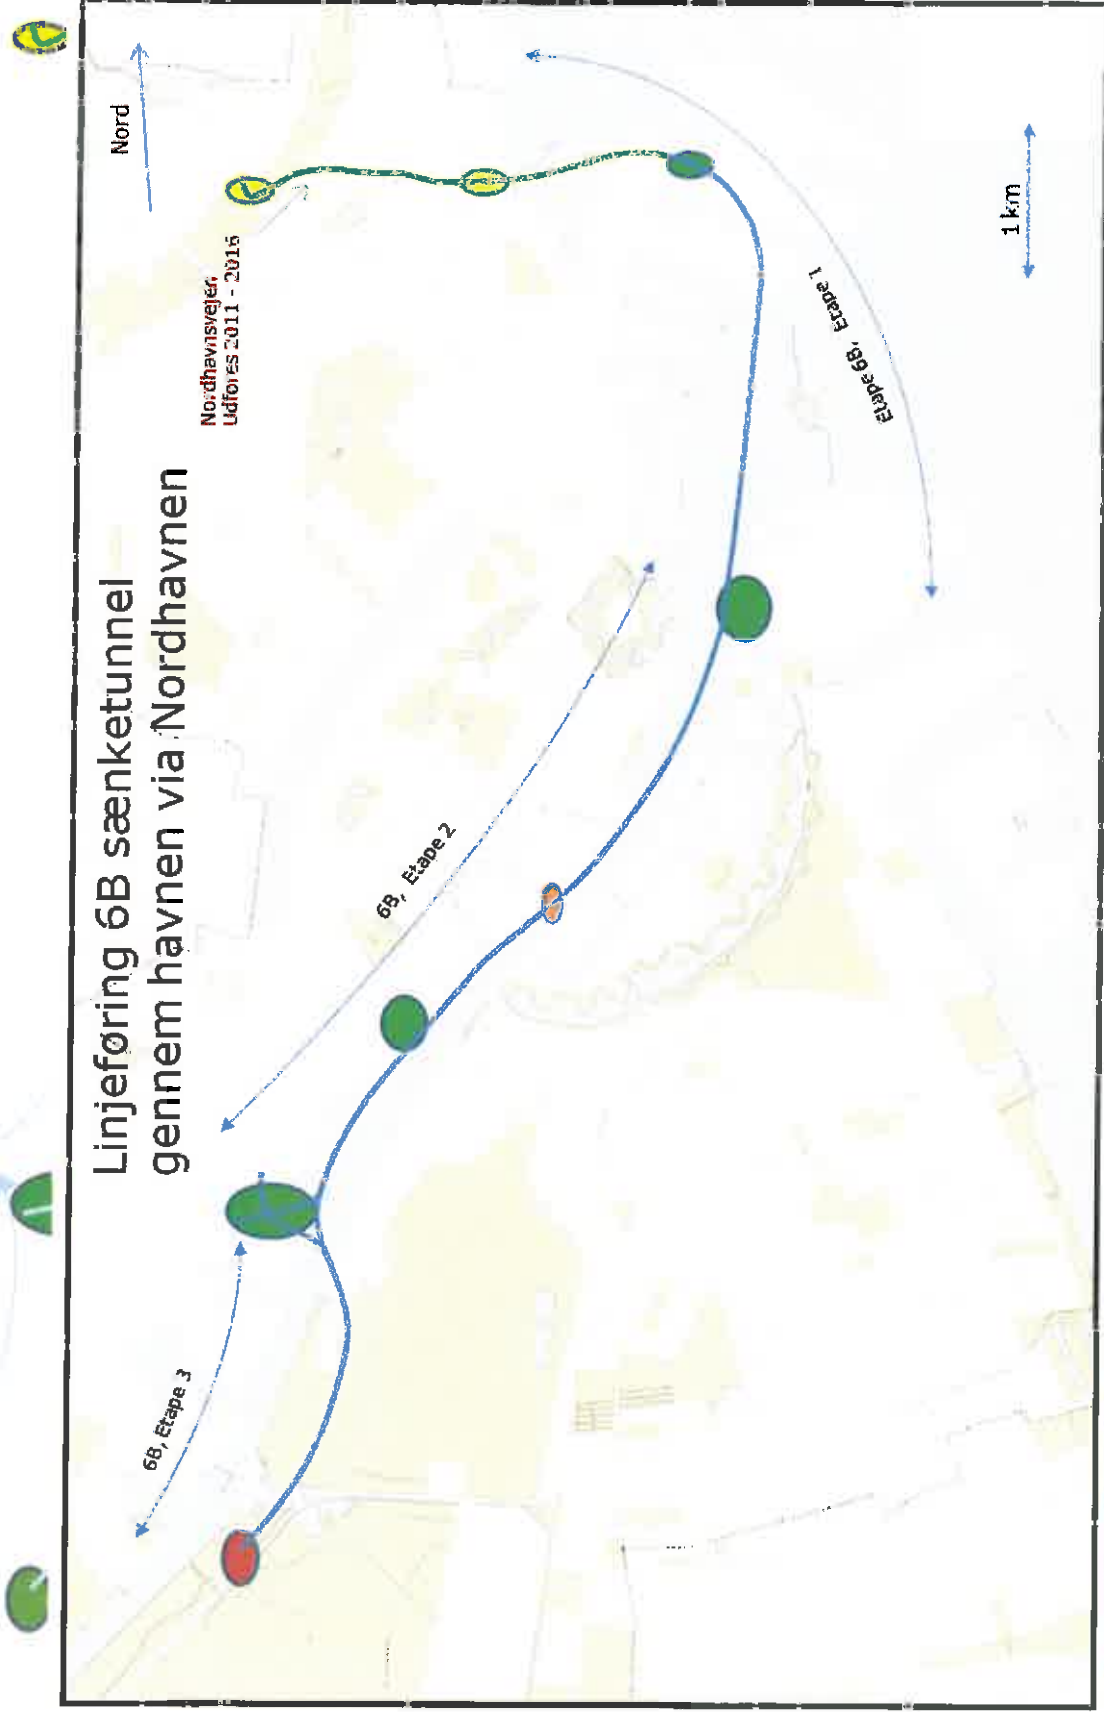 Linjeføring 6B sænketunnel
gennem havnen via Nordhavnen
Nordhavnsvejen
Udføres 2011 - 2016
Nord
6B, Etape 3
6B, Etape 2
Etape 6B, Etape 1
1 km